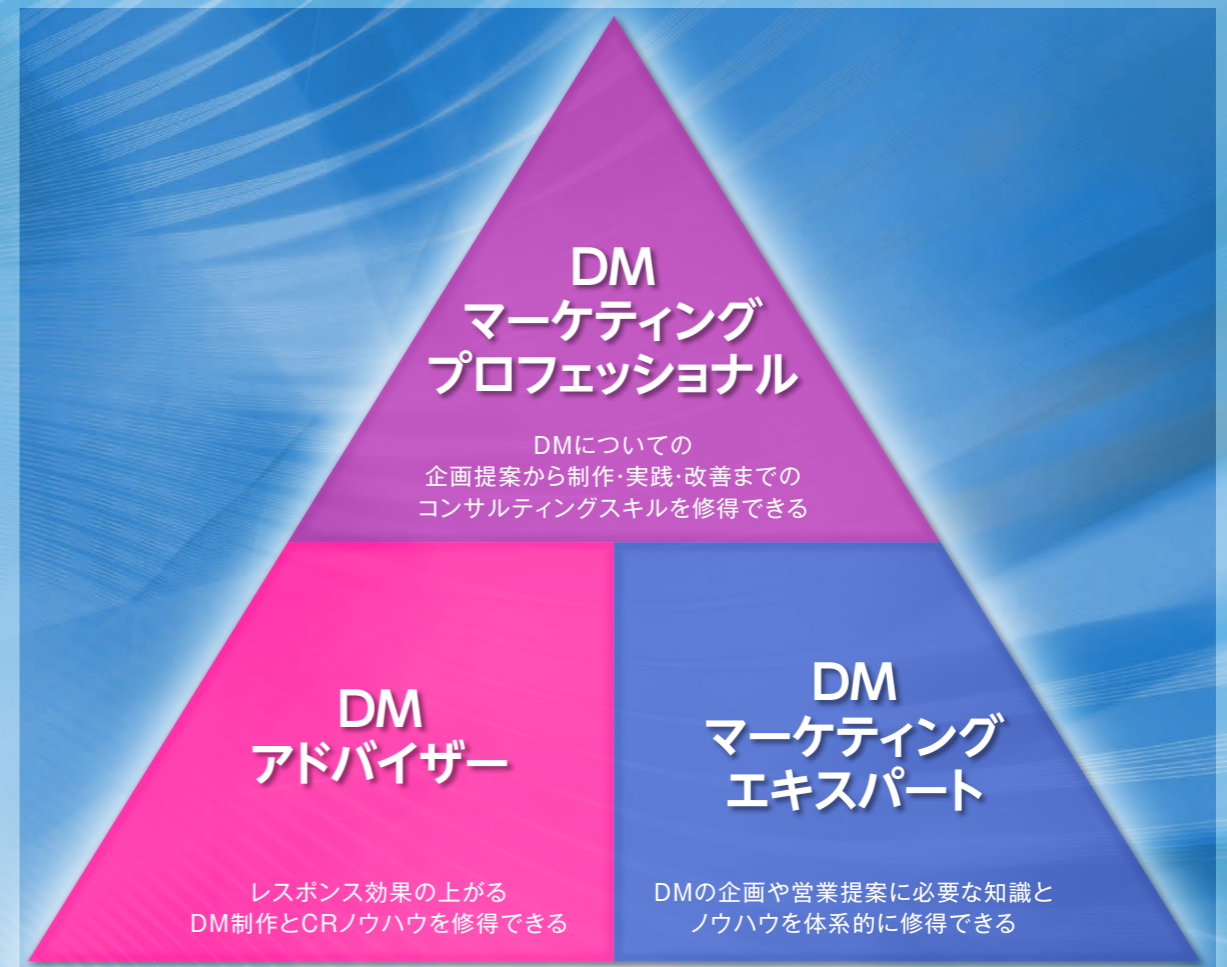 DM
マーケティング
プロフェッショナル
DMについての
企画提案から制作・実践・改善までの
コンサルティングスキルを修得できる
DM
アドバイザー
レスポンス効果の上がる
DM制作とCRノウハウを修得できる
DM
マーケティング
エキスパート
DMの企画や営業提案に必要な知識と
ノウハウを体系的に修得できる